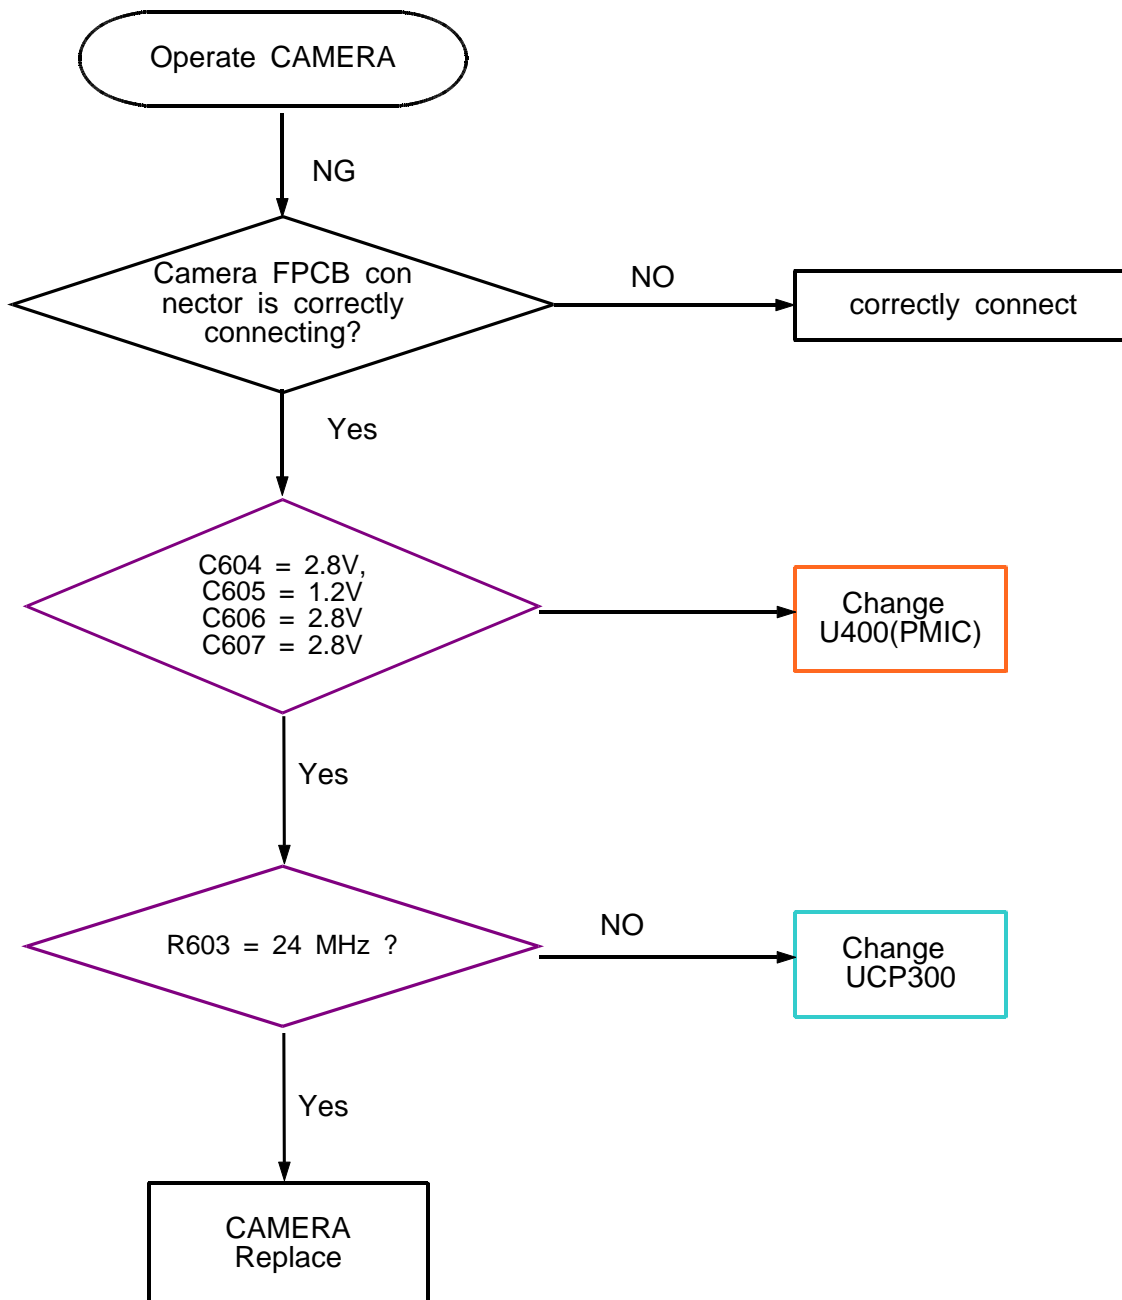 Operate CAMERA
NG
Camera FPCB con
nector is correctly
connecting?
NO
correctly connect
Yes
C604 = 2.8V,
C605 = 1.2V
C606 = 2.8V
C607 = 2.8V
Change
U400(PMIC)
Yes
R603 = 24 MHz ?
NO
Change
UCP300
Yes
CAMERA
Replace